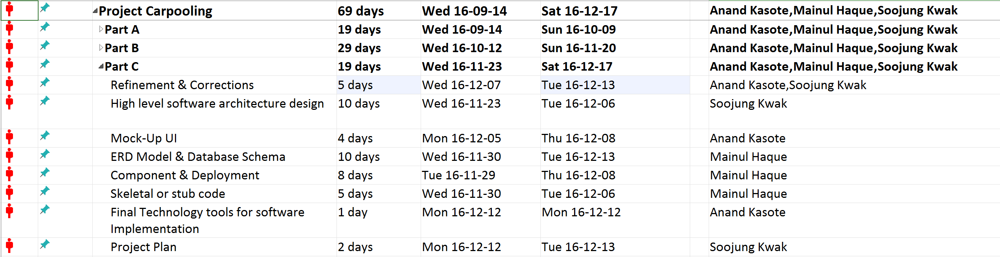 Project Carpooling 69 days Wed 16-09-14 Sat 16-12-17 Anand Kasote,Mainul Haque,Soojung Kwak
Part A 19 days Wed 16-09-14 Sun 16-10-09 Anand Kasote,Mainul Haque,Soojung Kwak
Part B 29 days Wed 16-10-12 Sun 16-11-20 Anand Kasote,Mainul Haque,Soojung Kwak
Part C 19 days Wed 16-11-23 Sat 16-12-17 Anand Kasote,Mainul Haque,Soojung Kwak
Refinement & Corrections 5 days Wed 16-12-07 Tue 16-12-13 Anand Kasote,Soojung Kwak
High level software architecture design 10 days Wed 16-11-23 Tue 16-12-06 Soojung Kwak
Mock-Up UI 4 days Mon 16-12-05 Thu 16-12-08 Anand Kasote
ERD Model & Database Schema 10 days Wed 16-11-30 Tue 16-12-13 Mainul Haque
Component & Deployment 8 days Tue 16-11-29 Thu 16-12-08 Mainul Haque
Skeletal or stub code 5 days Wed 16-11-30 Tue 16-12-06 Mainul Haque
Final Technology tools for software 1 day Mon 16-12-12 Mon 16-12-12 Anand Kasote
Implementation
Project Plan 2 days Mon 16-12-12 Tue 16-12-13 Soojung Kwak